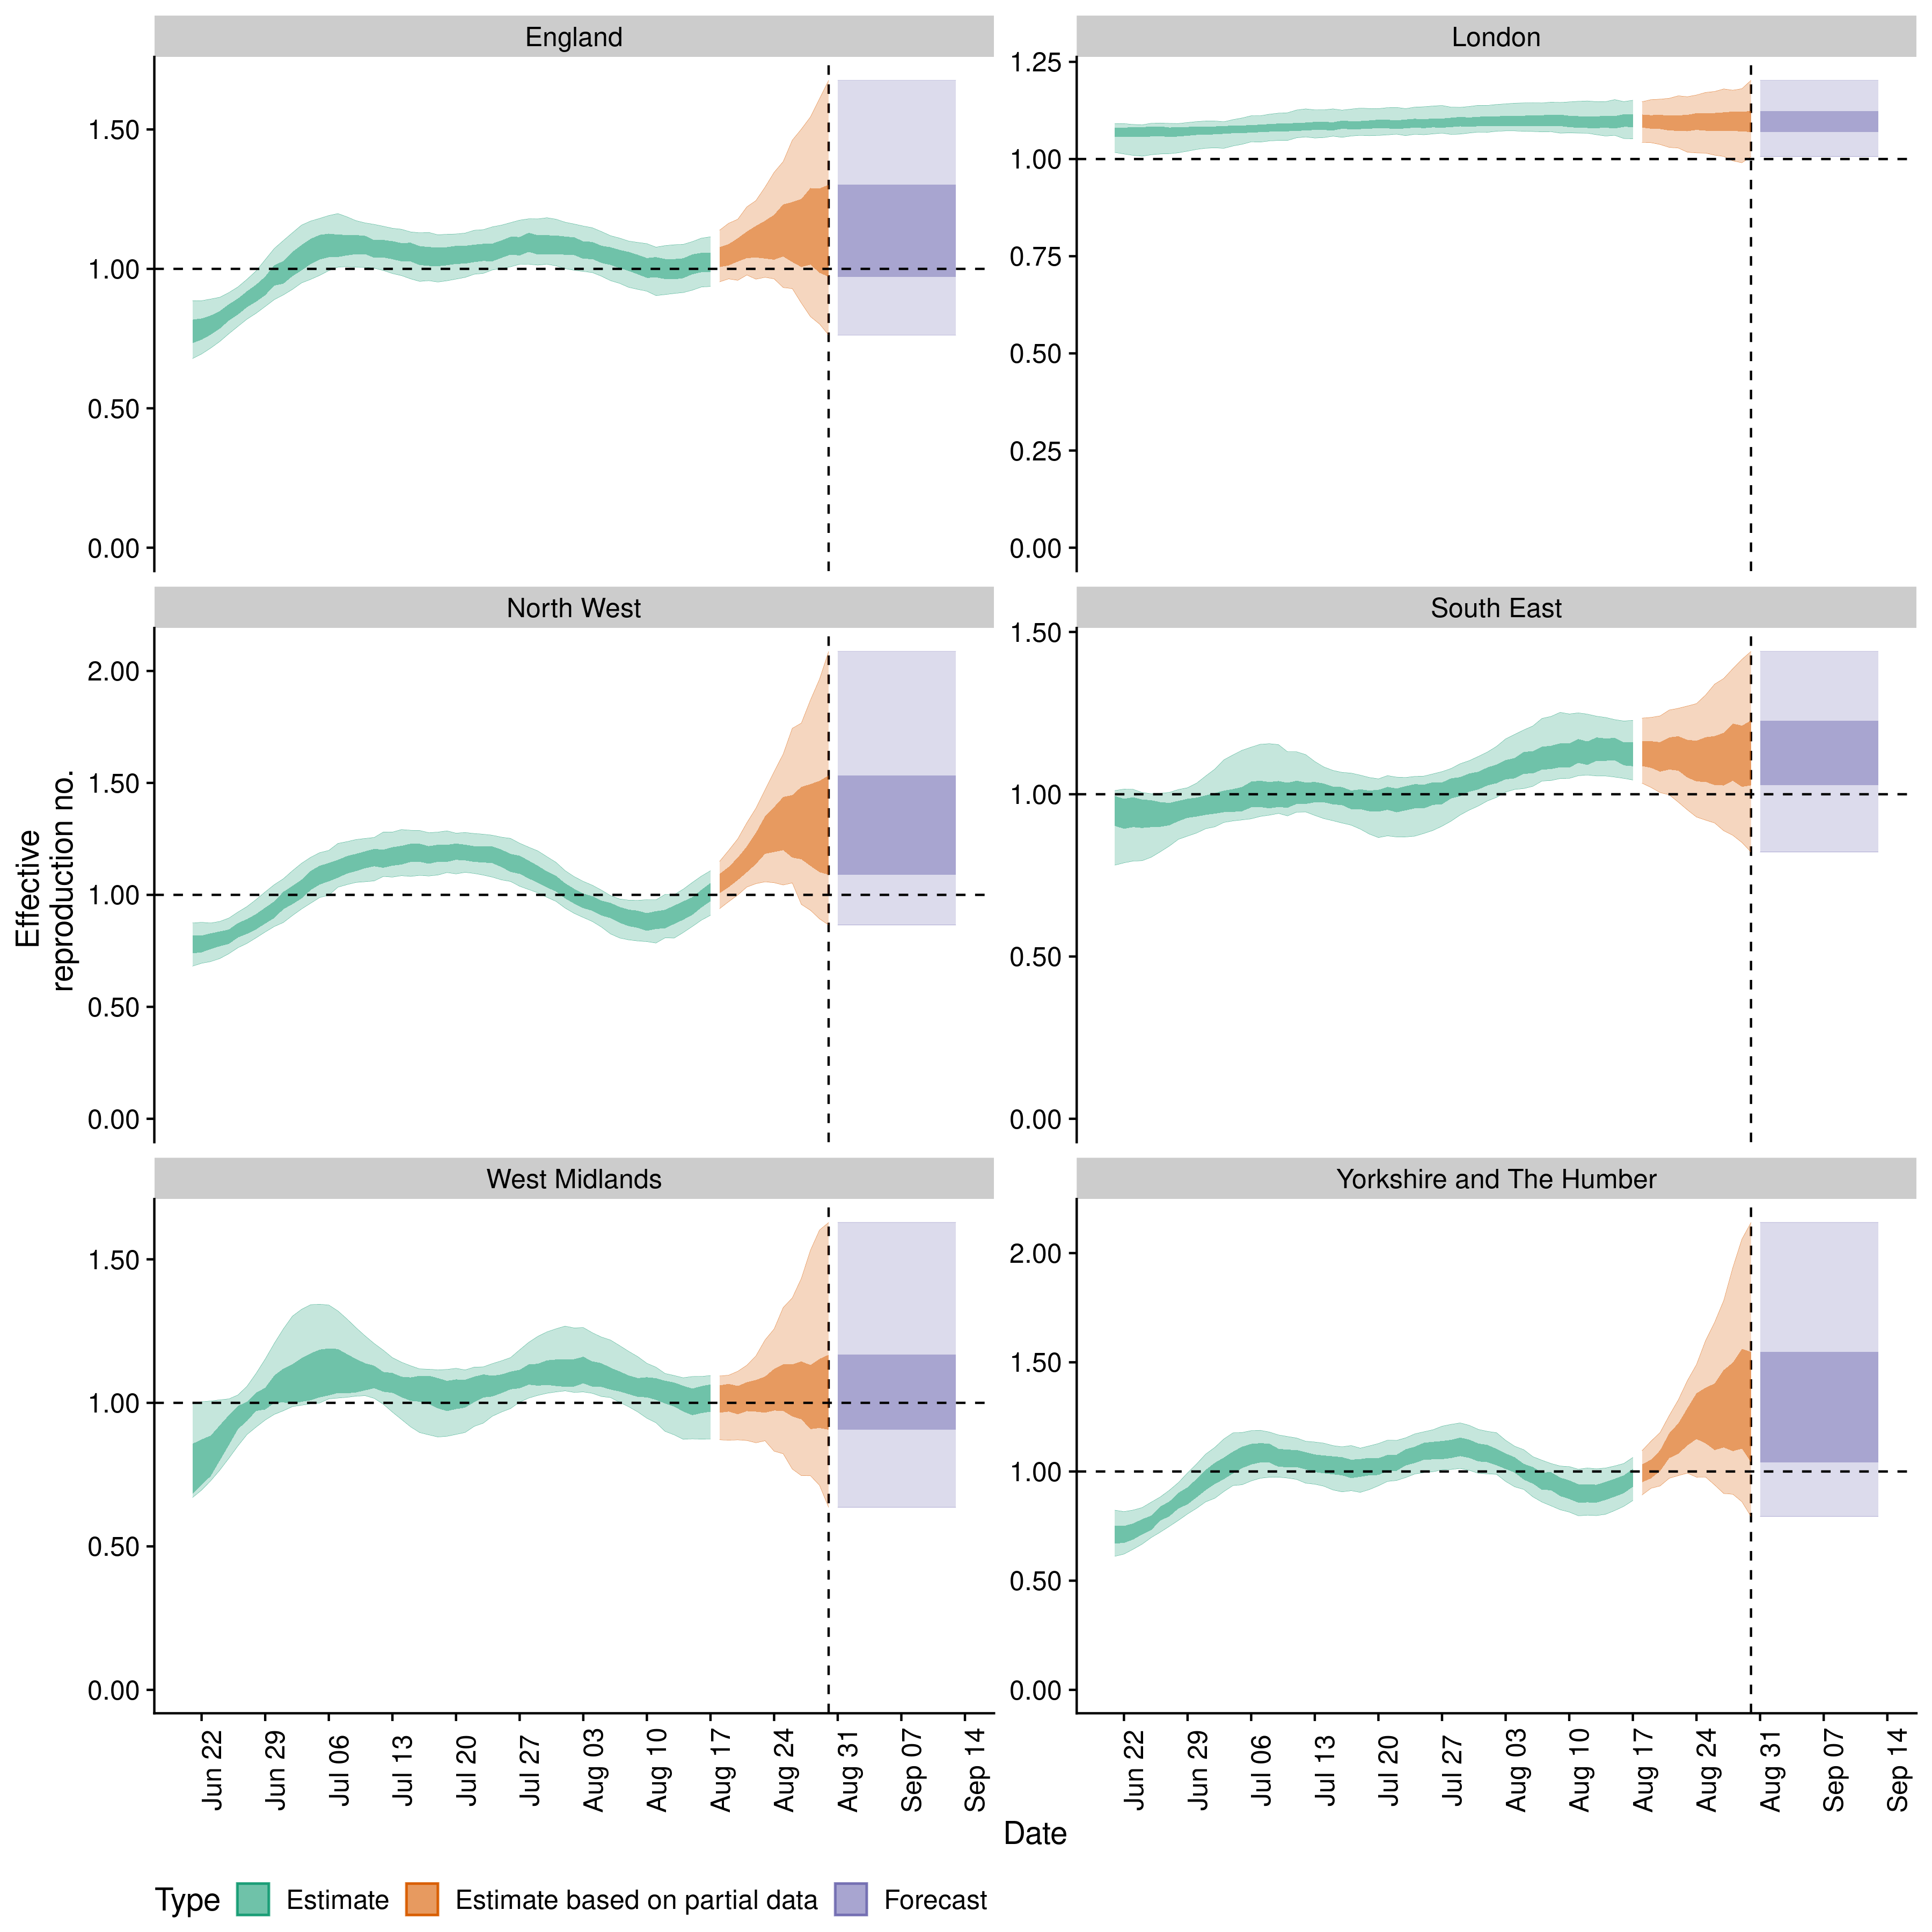 England
London
1.50
1.00
0.50
0.00
1.25
1.00
0.75
0.50
0.25
0.00
North West
South East
2.00
1.50
1.00
0.50
0.00
1.50
1.00
0.50
0.00
Effective
reproduction no.
West Midlands
Yorkshire and The Humber
1.50
1.00
0.50
0.00
2.00
1.50
1.00
0.50
0.00
Jun 22
Jun 29
Jul 06
Jul 13
Jul 20
Jul 27
Aug 03
Aug 10
Aug 17
Aug 24
Aug 31
Sep 07
Sep 14
Jun 22
Jun 29
Jul 06
Jul 13
Jul 20
Jul 27
Aug 03
Aug 10
Aug 17
Aug 24
Aug 31
Sep 07
Sep 14
Date
Type Estimate Estimate based on partial data Forecast